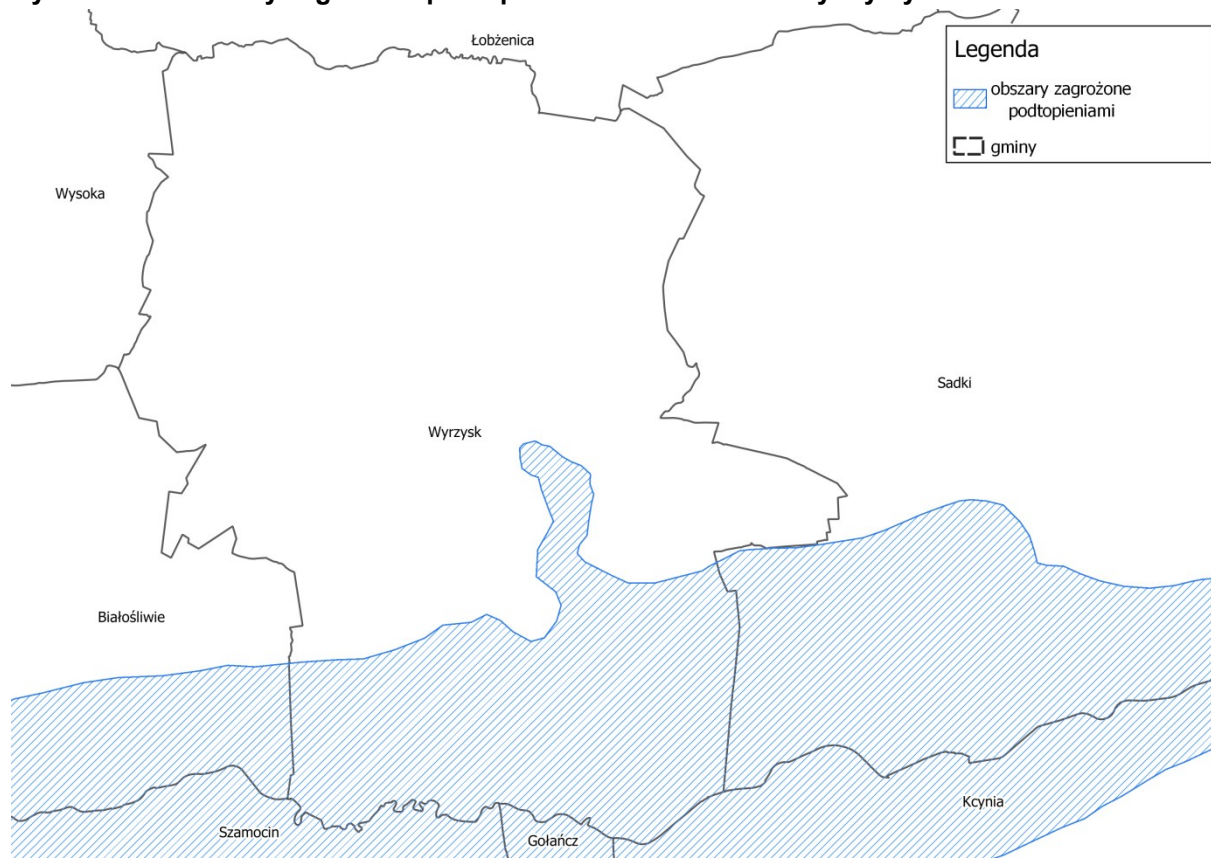 Łobżenica
Legenda
obszary zagrożone
podtopieniami
gminy
Wysoka
Sadki
Wyrzysk
Białośliwie
Kcynia
Szamocin
Gołańcz